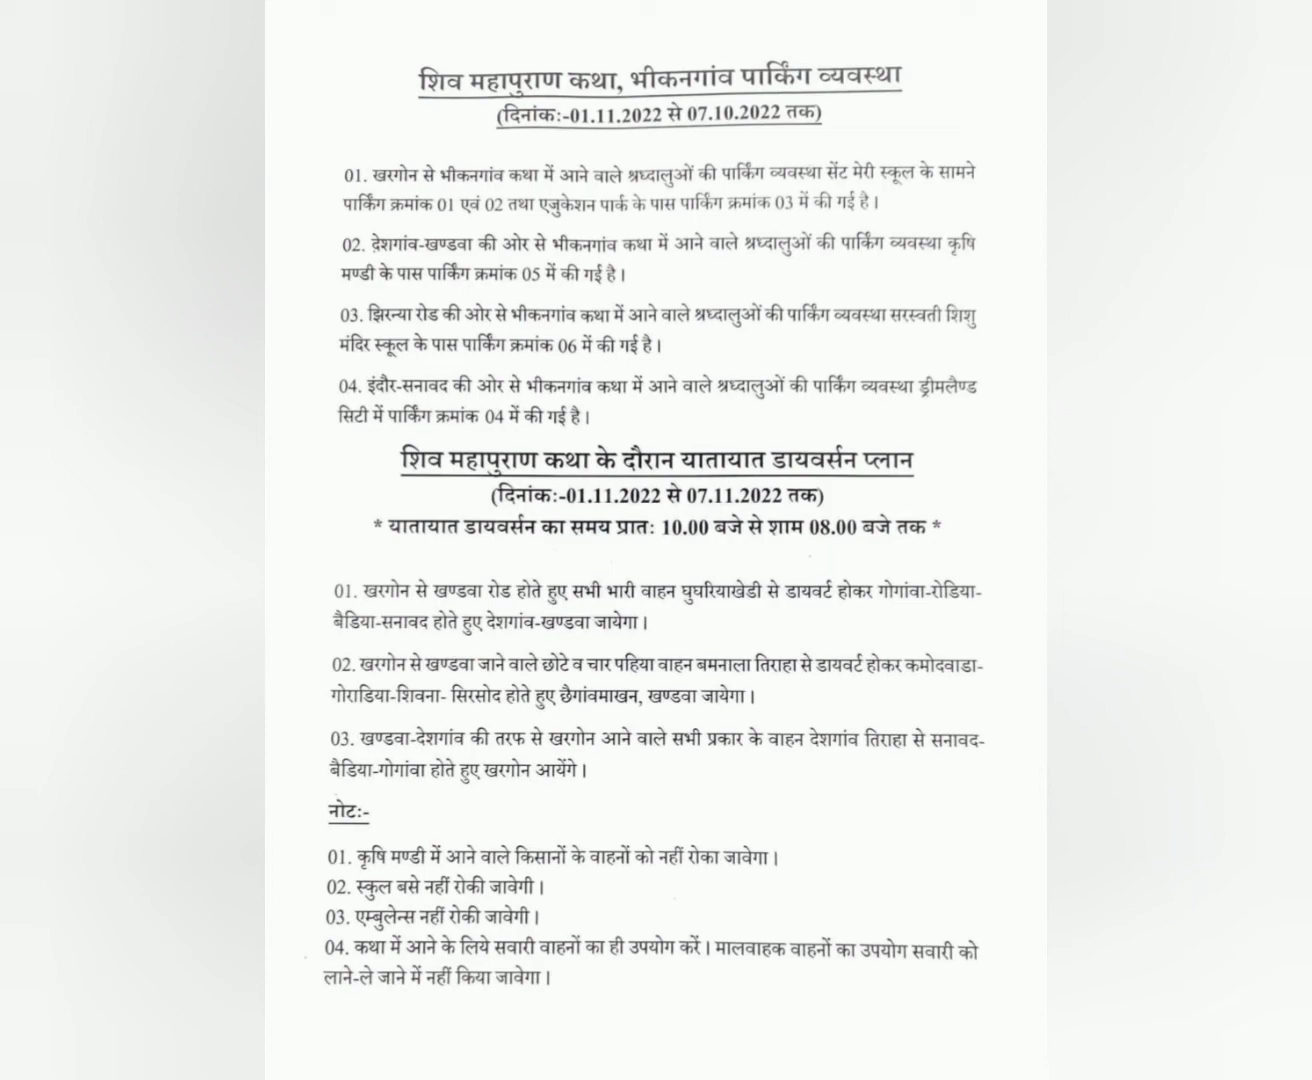 शिव महापुराण कथा, भीकनगांव पार्किंग व्यवस्था
(दिनांकः-01.11.2022 से 07.10.2022 तक)
01. खरगोन से भीकनगांव कथा में आने वाले श्रध्दालुओं की पार्किंग व्यवस्था सेंट मेरी स्कूल के सामने
पार्किंग क्रमांक 01 एवं 02 तथा एजुकेशन पार्क के पास पार्किंग क्रमांक 03 में की गई है।
02. देशगांव-खण्डवा की ओर से भीकनगांव कथा में आने वाले श्रध्दालुओं की पार्किंग व्यवस्था कृषि
मण्डी के पास पार्किंग क्रमांक 05 में की गई है।
03. झिरन्या रोड की ओर से भीकनगांव कथा में आने वाले श्रध्दालुओं की पार्किंग व्यवस्था सरस्वती शिशु
मंदिर स्कूल के पास पार्किंग क्रमांक 06 में की गई है।
04. इंदौर-सनावद की ओर से भीकनगांव कथा में आने वाले श्रध्दालुओं की पार्किंग व्यवस्था ड्रीमलैण्ड
सिटी में पार्किंग क्रमांक 04 में की गई है।
शिव महापुराण कथा के दौरान यातायात डायवर्सन प्लान
(दिनांकः-01.11.2022 से 07.11.2022 तक)
* यातायात डायवर्सन का समय प्रातः 10.00 बजे से शाम 08.00 बजे तक *
01. खरगोन से खण्डवा रोड होते हुए सभी भारी वाहन घुघरियाखेडी से डायवर्ट होकर गोगांवा-रोडिया-
बैडिया-सनावद होते हुए देशगांव-खण्डवा जायेगा।
02. खरगोन से खण्डवा जाने वाले छोटे व चार पहिया वाहन बमनाला तिराहा से डायवर्ट होकर कमोदवाडा-
गोराडिया-शिवना- सिरसोद होते हुए छैगांवमाखन, खण्डवा जायेगा।
03. खण्डवा-देशगांव की तरफ से खरगोन आने वाले सभी प्रकार के वाहन देशगांव तिराहा से सनावद-
बैडिया-गोगांवा होते हुए खरगोन आयेंगे।
नोटः-
01. कृषि मण्डी में आने वाले किसानों के वाहनों को नहीं रोका जावेगा।
02. स्कुल बसे नहीं रोकी जावेगी।
03. एम्बुलेन्स नहीं रोकी जावेगी।
04. कथा में आने के लिये सवारी वाहनों का ही उपयोग करें। मालवाहक वाहनों का उपयोग सवारी को
लाने-ले जाने में नहीं किया जावेगा।